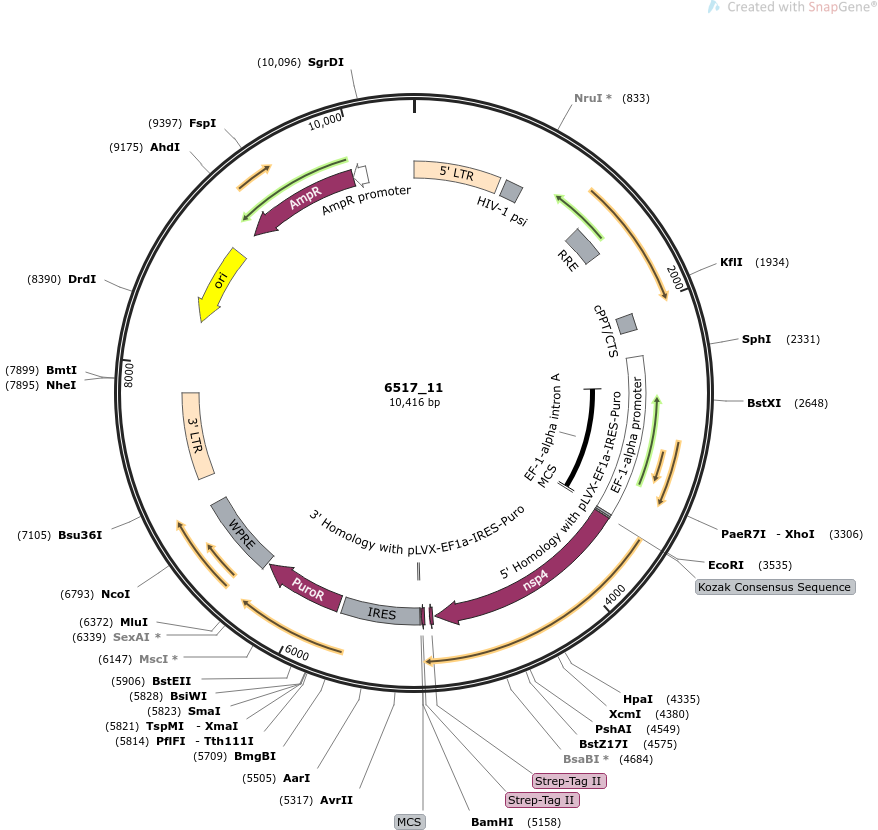 Created with SnapGene®
(10,096) SgrDI
10,000
NruI * (833)
(9397) FspI
(9175) AhdI
5' LTR
AmpR
AmpR promoter
HIV-1 psi
RRE
KflI (1934)
2000
(8390) DrdI
ori
cPPT/CTS
SphI (2331)
(7899) BmtI
(7895) NheI
8000
6517_11
10,416 bp
EF-1-alpha intron A
EF-1-alpha promoter
BstXI (2648)
3' LTR
MCS
5' Homology with pLVX-EF1a-IRES-Puro
3' Homology with pLVX-EF1a-IRES-Puro
(7105) Bsu36I
WPRE
PaeR7I - XhoI (3306)
EcoRI (3535)
Kozak Consensus Sequence
nsp4
4000
PuroR
IRES
(6793) NcoI
(6372) MluI
(6339) SexAI *
(6147) MscI *
6000
(5906) BstEII
(5828) BsiWI
(5823) SmaI
(5821) TspMI - XmaI
(5814) PflFI - Tth111I
(5709) BmgBI
(5505) AarI
(5317) AvrII
HpaI (4335)
XcmI (4380)
PshAI (4549)
BstZ17I (4575)
BsaBI * (4684)
Strep-Tag II
Strep-Tag II
MCS
BamHI (5158)